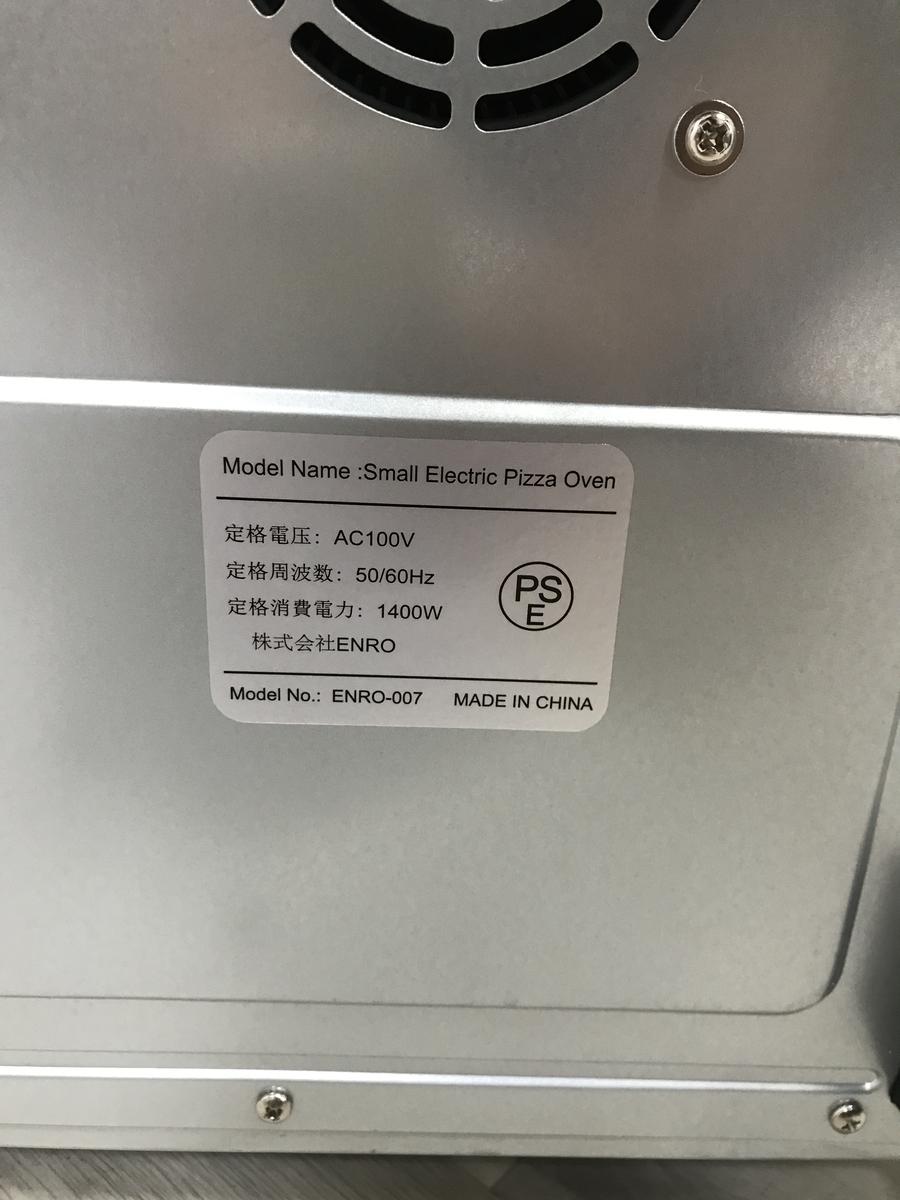 Model Name :Small Electric Pizza Oven
定格電圧：AC100V
定格周波数：50/60Hz
定格消費電力：1400W
株式会社ENRO
PS
E
Model No.: ENRO-007 MADE IN CHINA